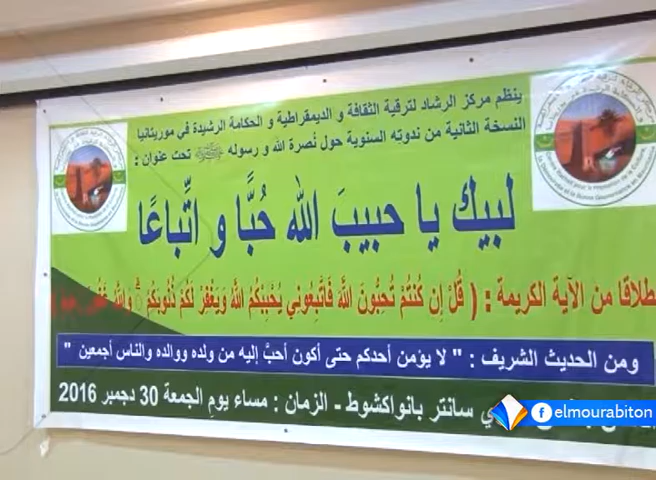 ينظم مركز الرشاد لترقية الثقافة و الديمقراطية و الحكامة الرشيدة في موريتانيا
النسخة الثانية من ندوته السنوية حول نصرة الله و رسوله ﷺ تحت عنوان :
لبيك يا حبيبَ الله حُبًّا و اتِّباعًا
طلاقا من الآية الكريمة : ( قُلْ إِن كُنتُمْ تُحِبُّونَ اللَّهَ فَاتَّبِعُونِي يُحْبِبْكُمُ اللَّهُ وَيَغْفِرْ لَكُمْ ذُنُوبَكُمْ ۗ وَاللَّهُ غَفُورٌ
ومن الحديث الشريف : " لا يؤمن أحدكم حتى أكون أحبَّ إليه من ولده ووالده والناس أجمعين "
سانتر بانواكشوط - الزمان : مساء يوم الجمعة 30 دجمبر 2016
elmourabiton